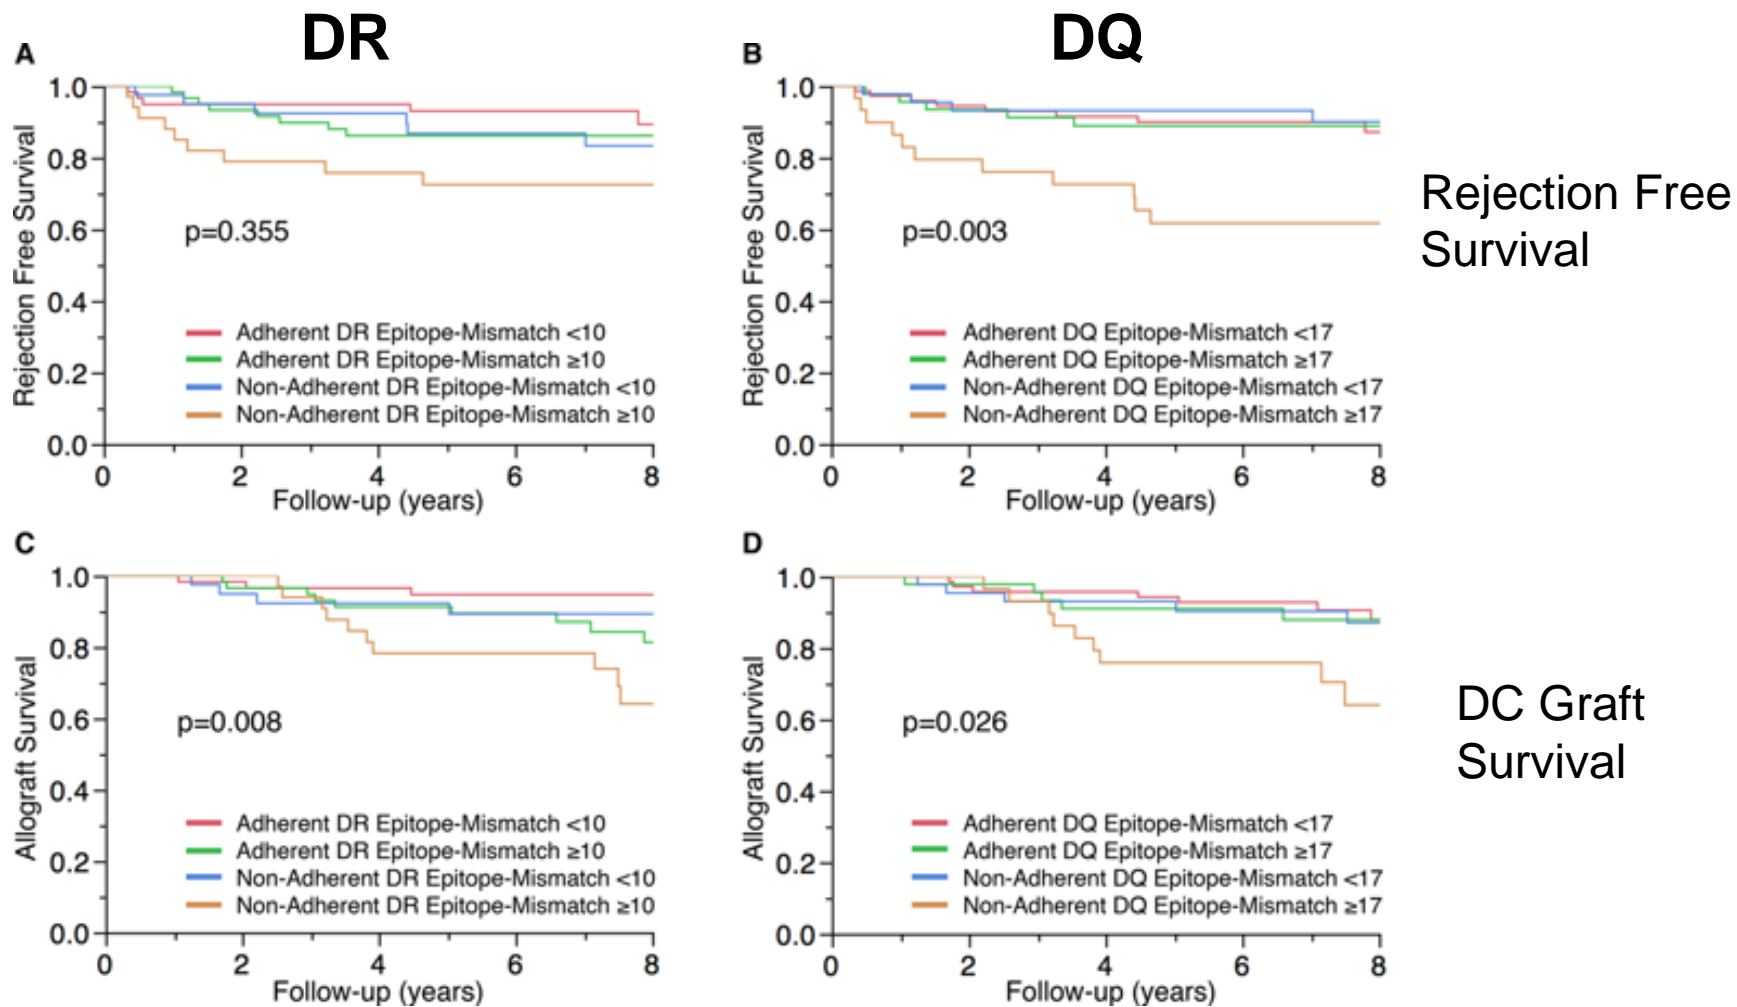 DR
DQ
A
1.0
0.8
0.6
0.4
0.2
0.0
Rejection Free Survival
p=0.355
Adherent DR Epitope-Mismatch <10
Adherent DR Epitope-Mismatch ≥10
Non-Adherent DR Epitope-Mismatch <10
Non-Adherent DR Epitope-Mismatch ≥10
0 2 4 6 8
Follow-up (years)
B
1.0
0.8
0.6
0.4
0.2
0.0
Rejection Free Survival
p=0.003
Adherent DQ Epitope-Mismatch <17
Adherent DQ Epitope-Mismatch ≥17
Non-Adherent DQ Epitope-Mismatch <17
Non-Adherent DQ Epitope-Mismatch ≥17
0 2 4 6 8
Follow-up (years)
Rejection Free
Survival
C
1.0
0.8
0.6
0.4
0.2
0.0
Allograft Survival
p=0.008
Adherent DR Epitope-Mismatch <10
Adherent DR Epitope-Mismatch ≥10
Non-Adherent DR Epitope-Mismatch <10
Non-Adherent DR Epitope-Mismatch ≥10
0 2 4 6 8
Follow-up (years)
D
1.0
0.8
0.6
0.4
0.2
0.0
Allograft Survival
p=0.026
Adherent DQ Epitope-Mismatch <17
Adherent DQ Epitope-Mismatch ≥17
Non-Adherent DQ Epitope-Mismatch <17
Non-Adherent DQ Epitope-Mismatch ≥17
0 2 4 6 8
Follow-up (years)
DC Graft
Survival